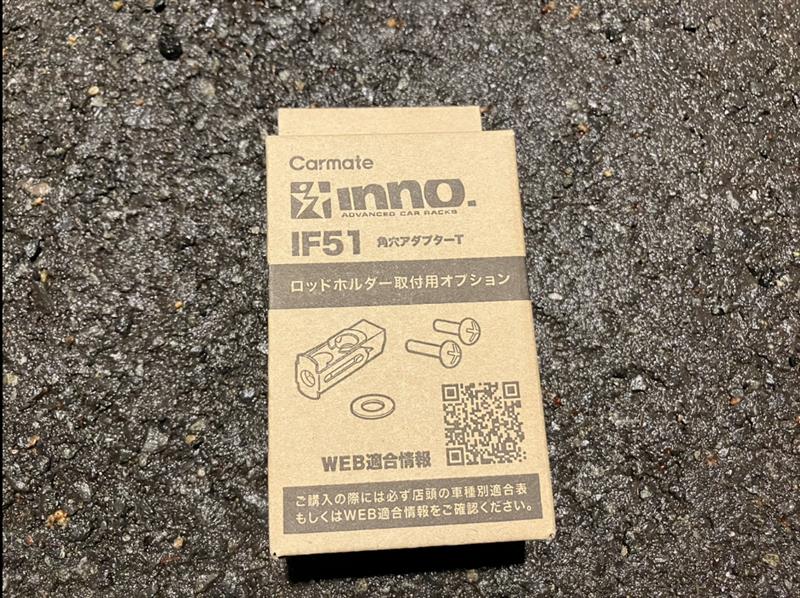 Carmate
inno.
ADVANCED CAR RACKS
IF51 角穴アダプターT
ロッドホルダー取付用オプション
WEB適合情報
ご購入の際には必ず店頭の車種別適合表
もしくはWEB適合情報をご確認ください。